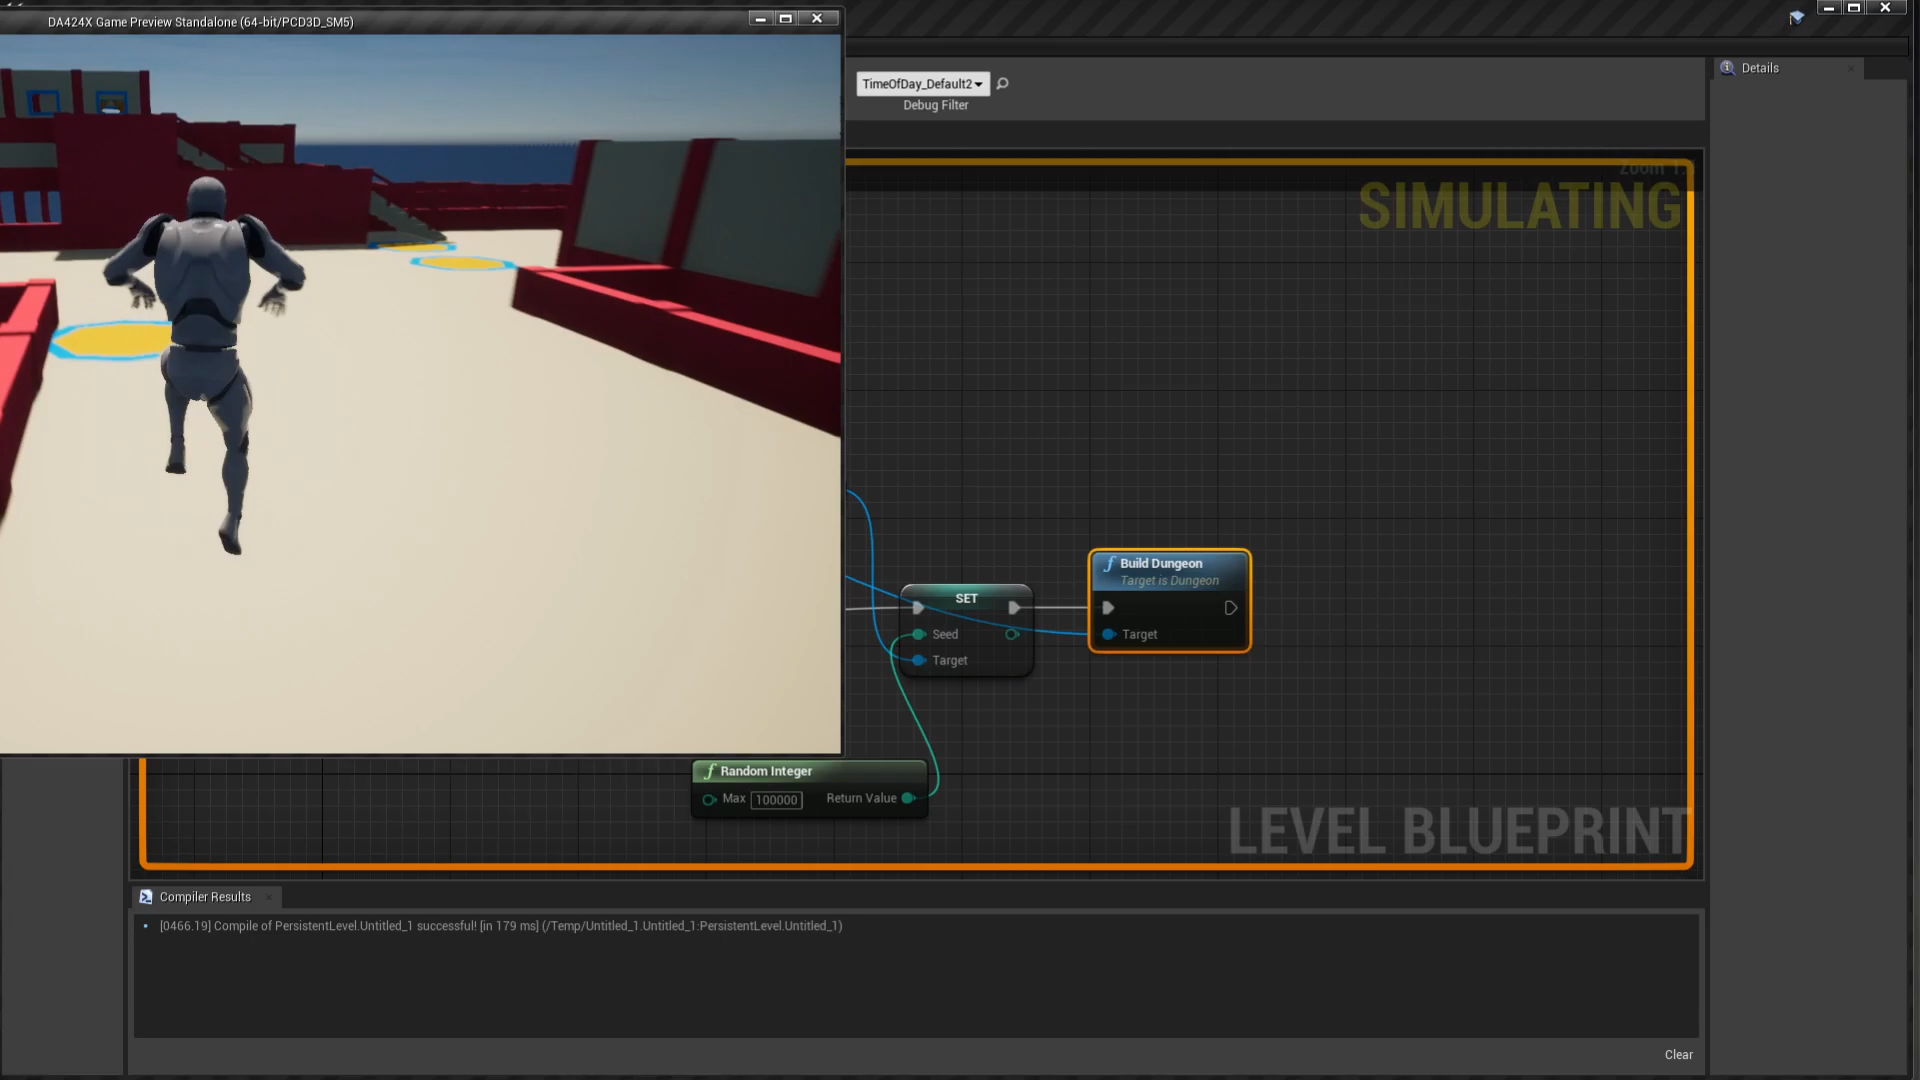 DA424X Game Preview Standalone (64-bit/PCD3D_SM5)
TimeOfDay_Default2
Debug Filter
Details
Zoom 1:
SIMULATING
Build Dungeon
Target is Dungeon
Target
SET
Seed
Target
Random Integer
Max 100000 Return Value
LEVEL BLUEPRINT
Compiler Results
[0466.19] Compile of PersistentLevel.Untitled_1 successful! [in 179 ms] (/Temp/Untitled_1.Untitled_1:PersistentLevel.Untitled_1)
Clear